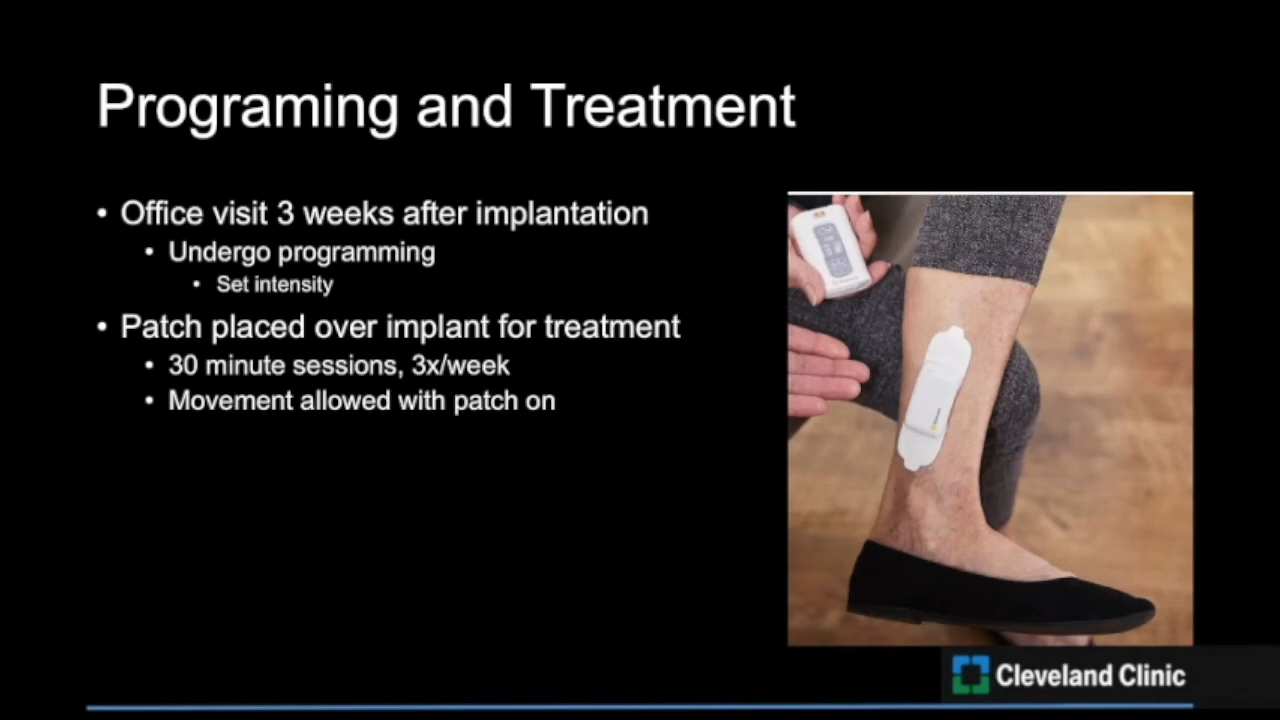 Programing and Treatment
• Office visit 3 weeks after implantation
• Undergo programming
• Set intensity
• Patch placed over implant for treatment
• 30 minute sessions, 3x/week
• Movement allowed with patch on
Cleveland Clinic